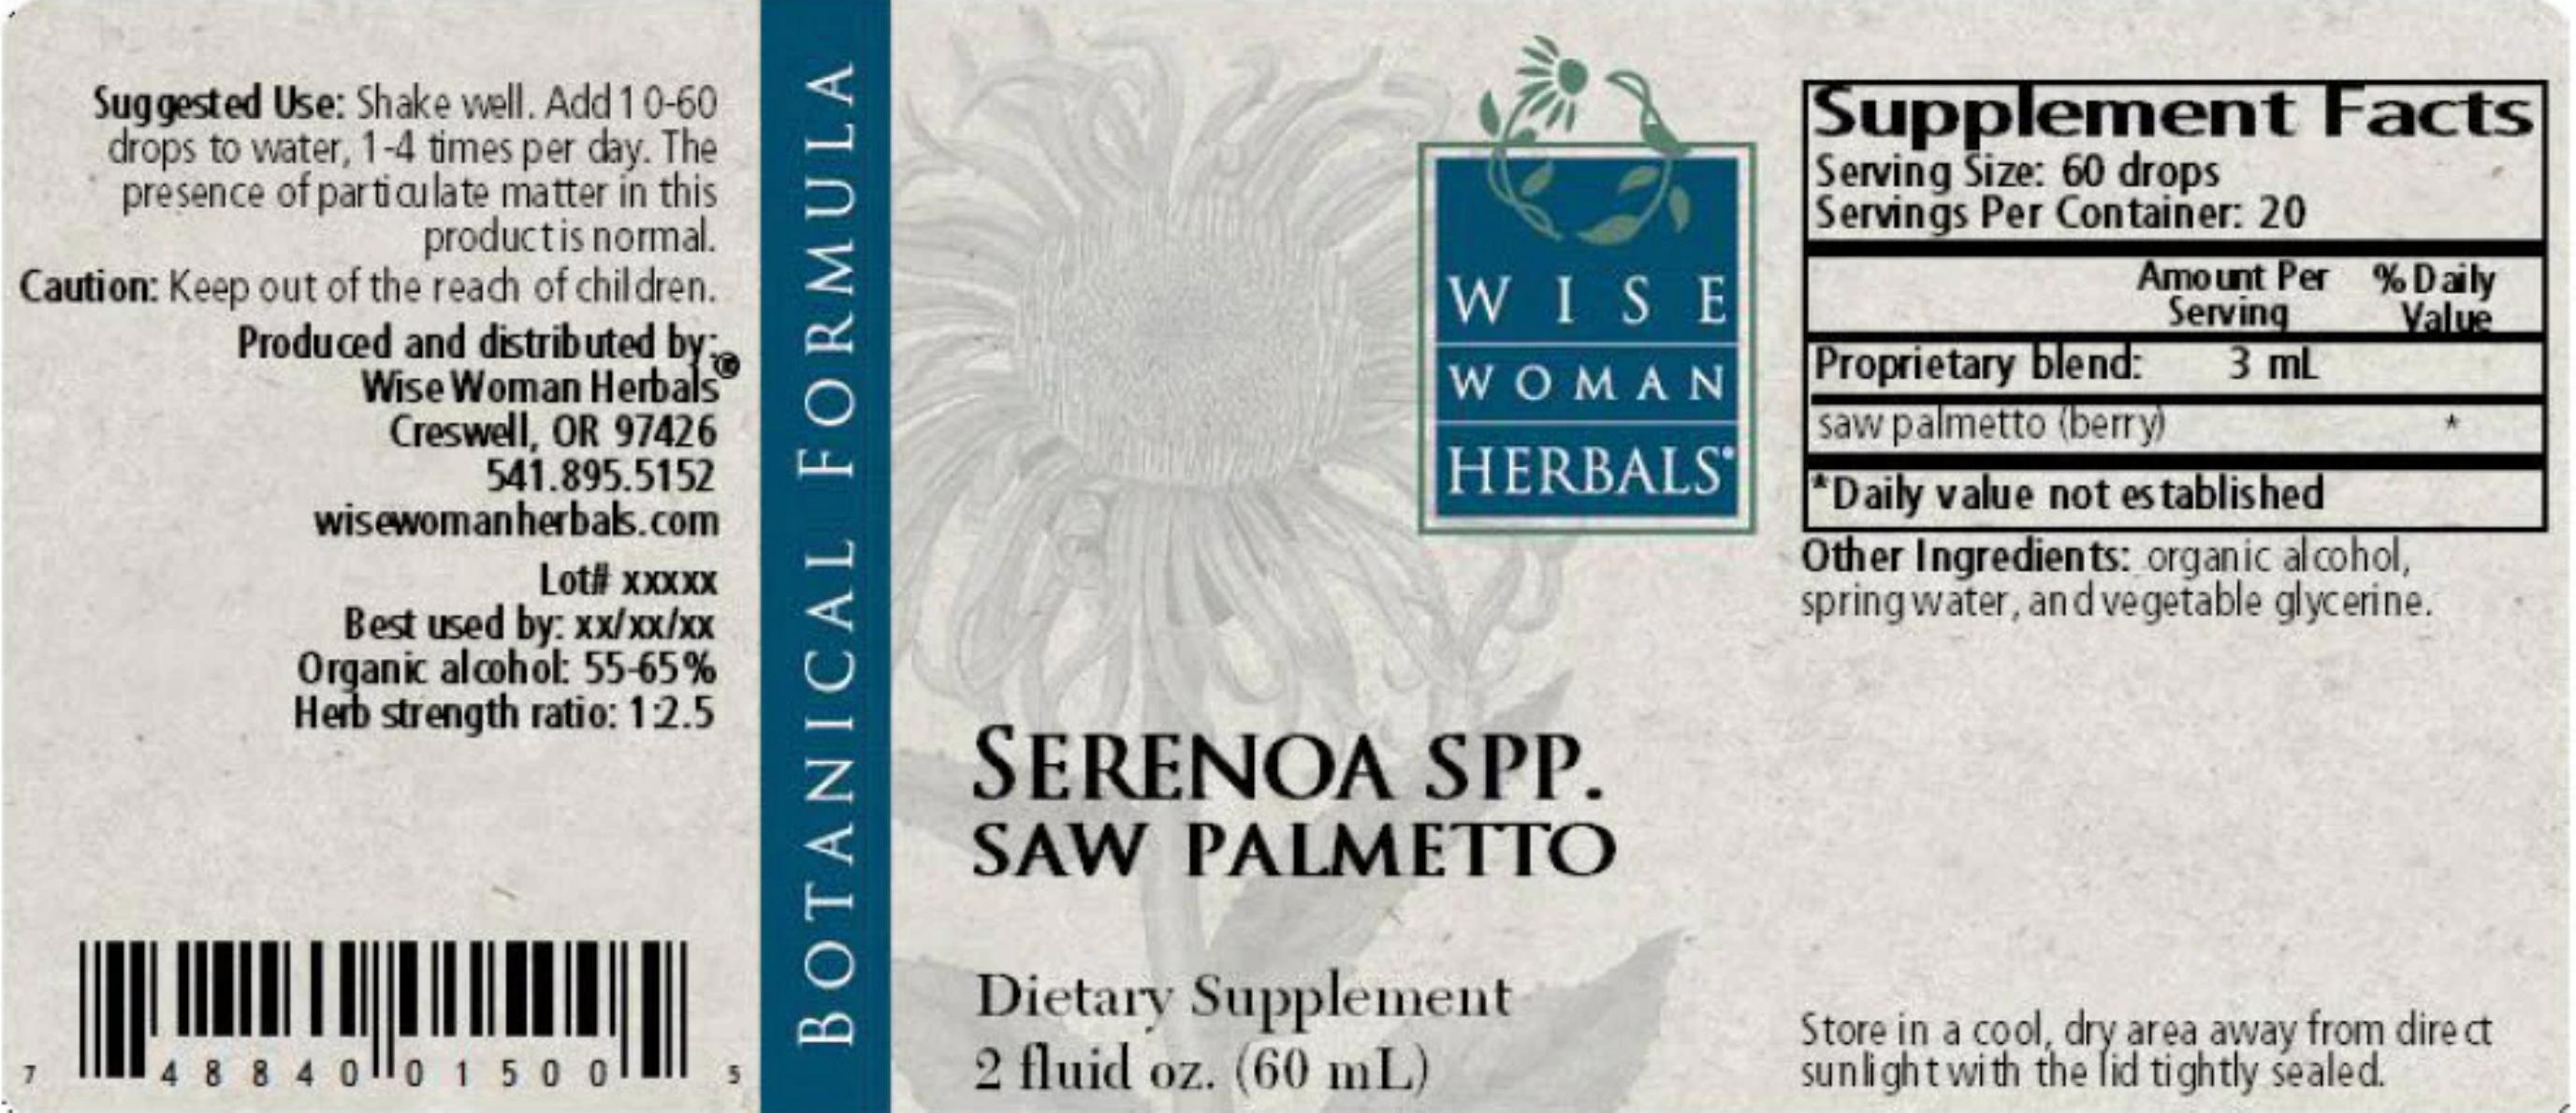 Suggested Use: Shake well. Add 10-60
drops to water, 1-4 times per day. The
presence of particulate matter in this
product is normal.
Caution: Keep out of the reach of children.
Produced and distributed by:
Wise Woman Herbals®
Creswell, OR 97426
541.895.5152
wisewomanherbals.com
Lot# xxxxx
Best used by: xx/xx/xx
Organic alcohol: 55-65%
Herb strength ratio: 1:2.5
7 48840 01500 5
BOTANICAL FORMULA
WISE
WOMAN
HERBALS®
SERENOA SPP.
SAW PALMETTO
Dietary Supplement
2 fluid oz. (60 mL)
Supplement Facts
Serving Size: 60 drops
Servings Per Container: 20
Amount Per % Daily
Serving Value
Proprietary blend: 3 mL
saw palmetto (berry) *
*Daily value not established
Other Ingredients: organic alcohol,
spring water, and vegetable glycerine.
Store in a cool, dry area away from direct
sunlight with the lid tightly sealed.